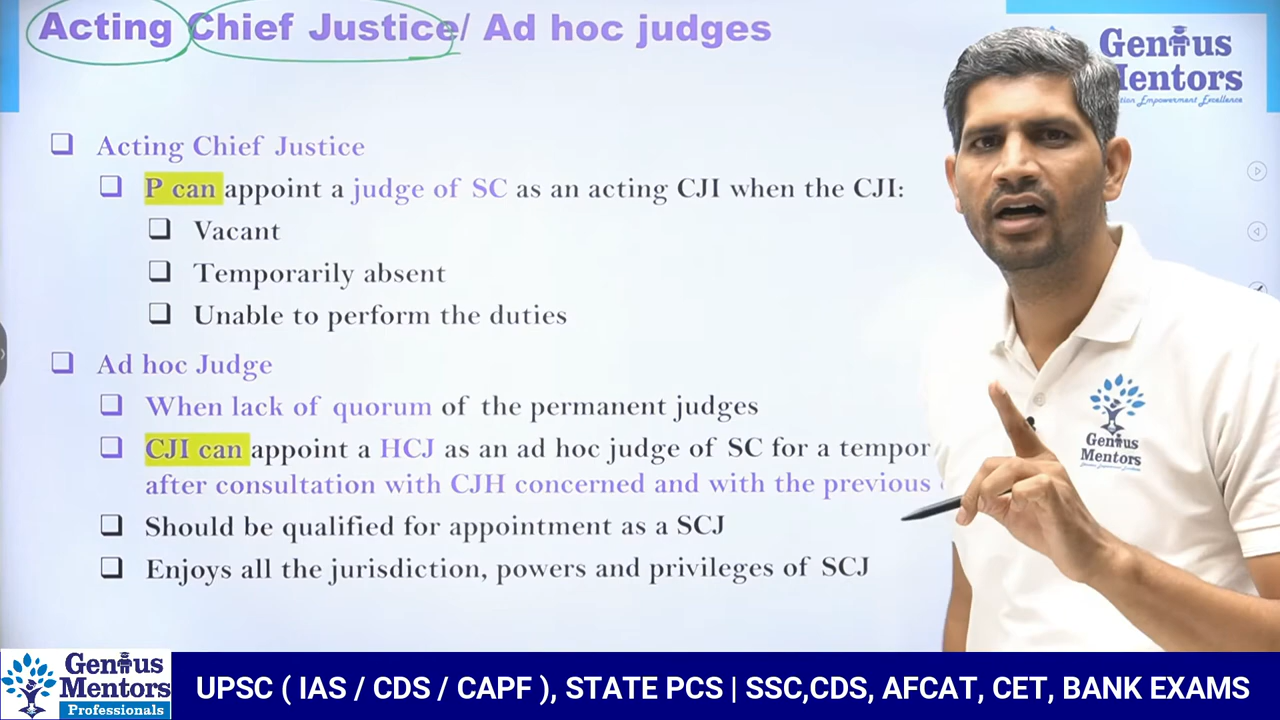 Acting Chief Justice/ Ad hoc judges
Genius
Mentors
Empowerment Excellence
Acting Chief Justice
P can appoint a judge of SC as an acting CJI when the CJI:
Vacant
Temporarily absent
Unable to perform the duties
Ad hoc Judge
When lack of quorum of the permanent judges
CJI can appoint a HCJ as an ad hoc judge of SC for a tempor
after consultation with CJH concerned and with the previous
Should be qualified for appointment as a SCJ
Enjoys all the jurisdiction, powers and privileges of SCJ
Genius
Mentors
Genius
Mentors
Professionals
UPSC ( IAS / CDS / CAPF ), STATE PCS | SSC,CDS, AFCAT, CET, BANK EXAMS